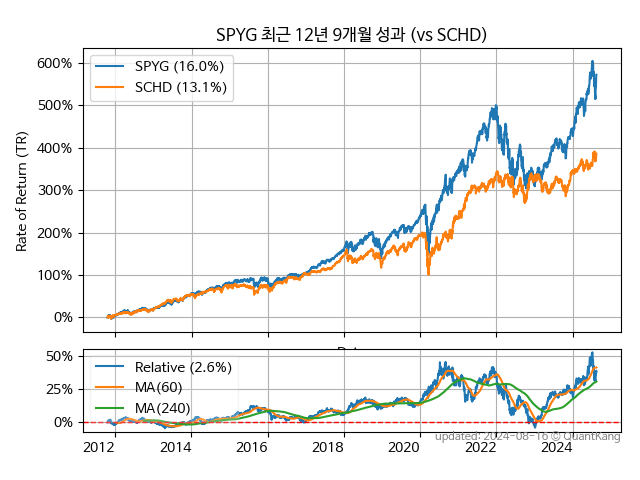 SPYG 최근 12년 9개월 성과 (vs SCHD)
600%
500%
400%
300%
200%
100%
0%
Rate of Return (TR)
SPYG (16.0%)
SCHD (13.1%)
50%
25%
0%
Relative (2.6%)
MA(60)
MA(240)
2012 2014 2016 2018 2020 2022 2024
updated: 2024-08-16 © QuantKang